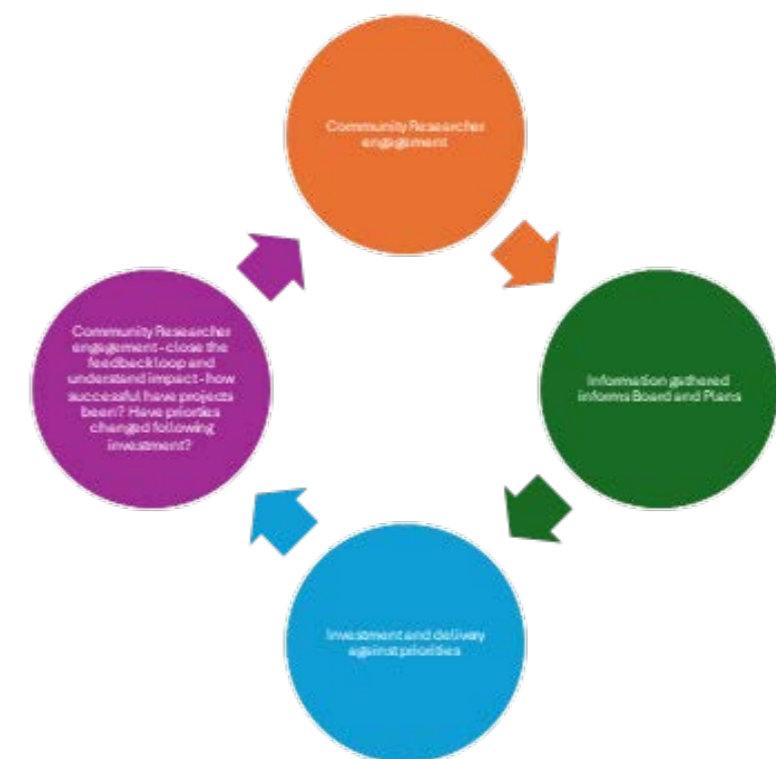 Community Researcher
engagement
Information gathered
informs Board and Plans
Investment and delivery
against priorities
Community Researcher
engagement - close the
feedback loop and
understand impact - how
successful have projects
been? Have priorities
changed following
investment?